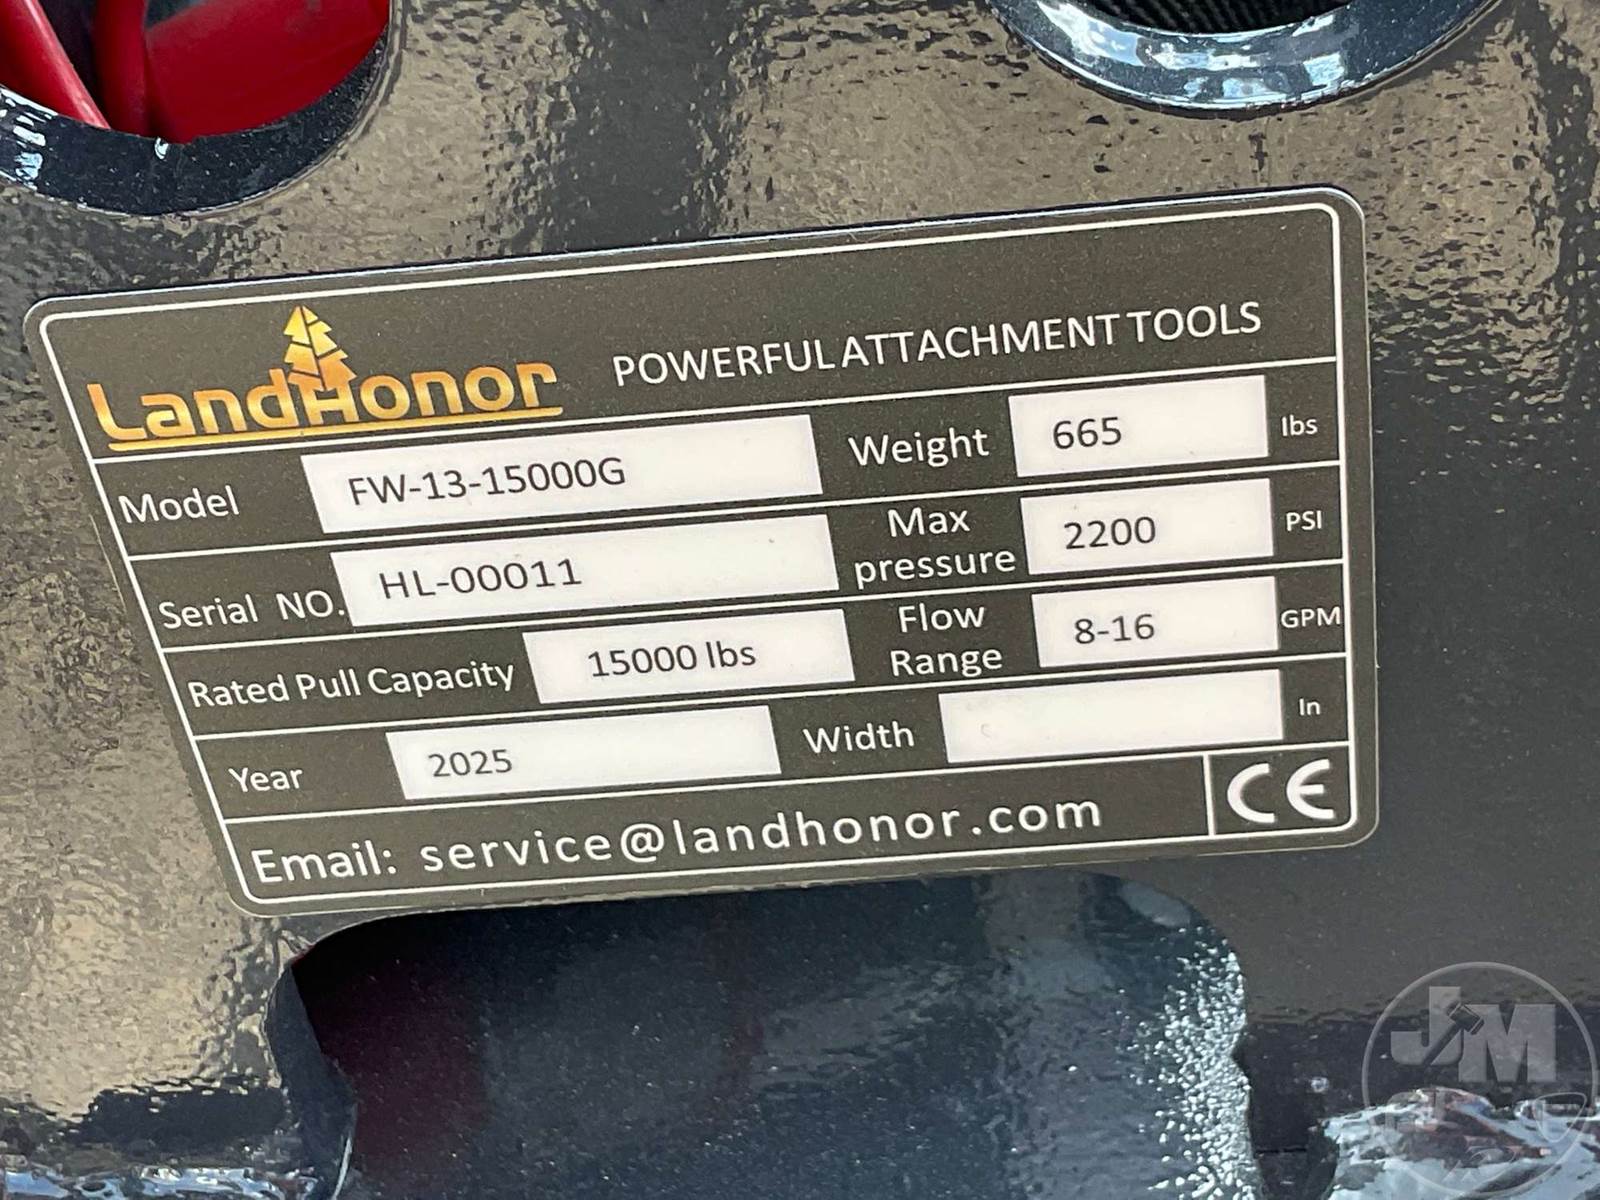 LandHonor POWERFUL ATTACHMENT TOOLS
Model FW-13-15000G Weight 665 lbs
Serial NO. HL-00011 Max pressure 2200 PSI
Rated Pull Capacity 15000 lbs Flow Range 8-16 GPM
Year 2025 Width In
Email: service@landhonor.com CE
JM